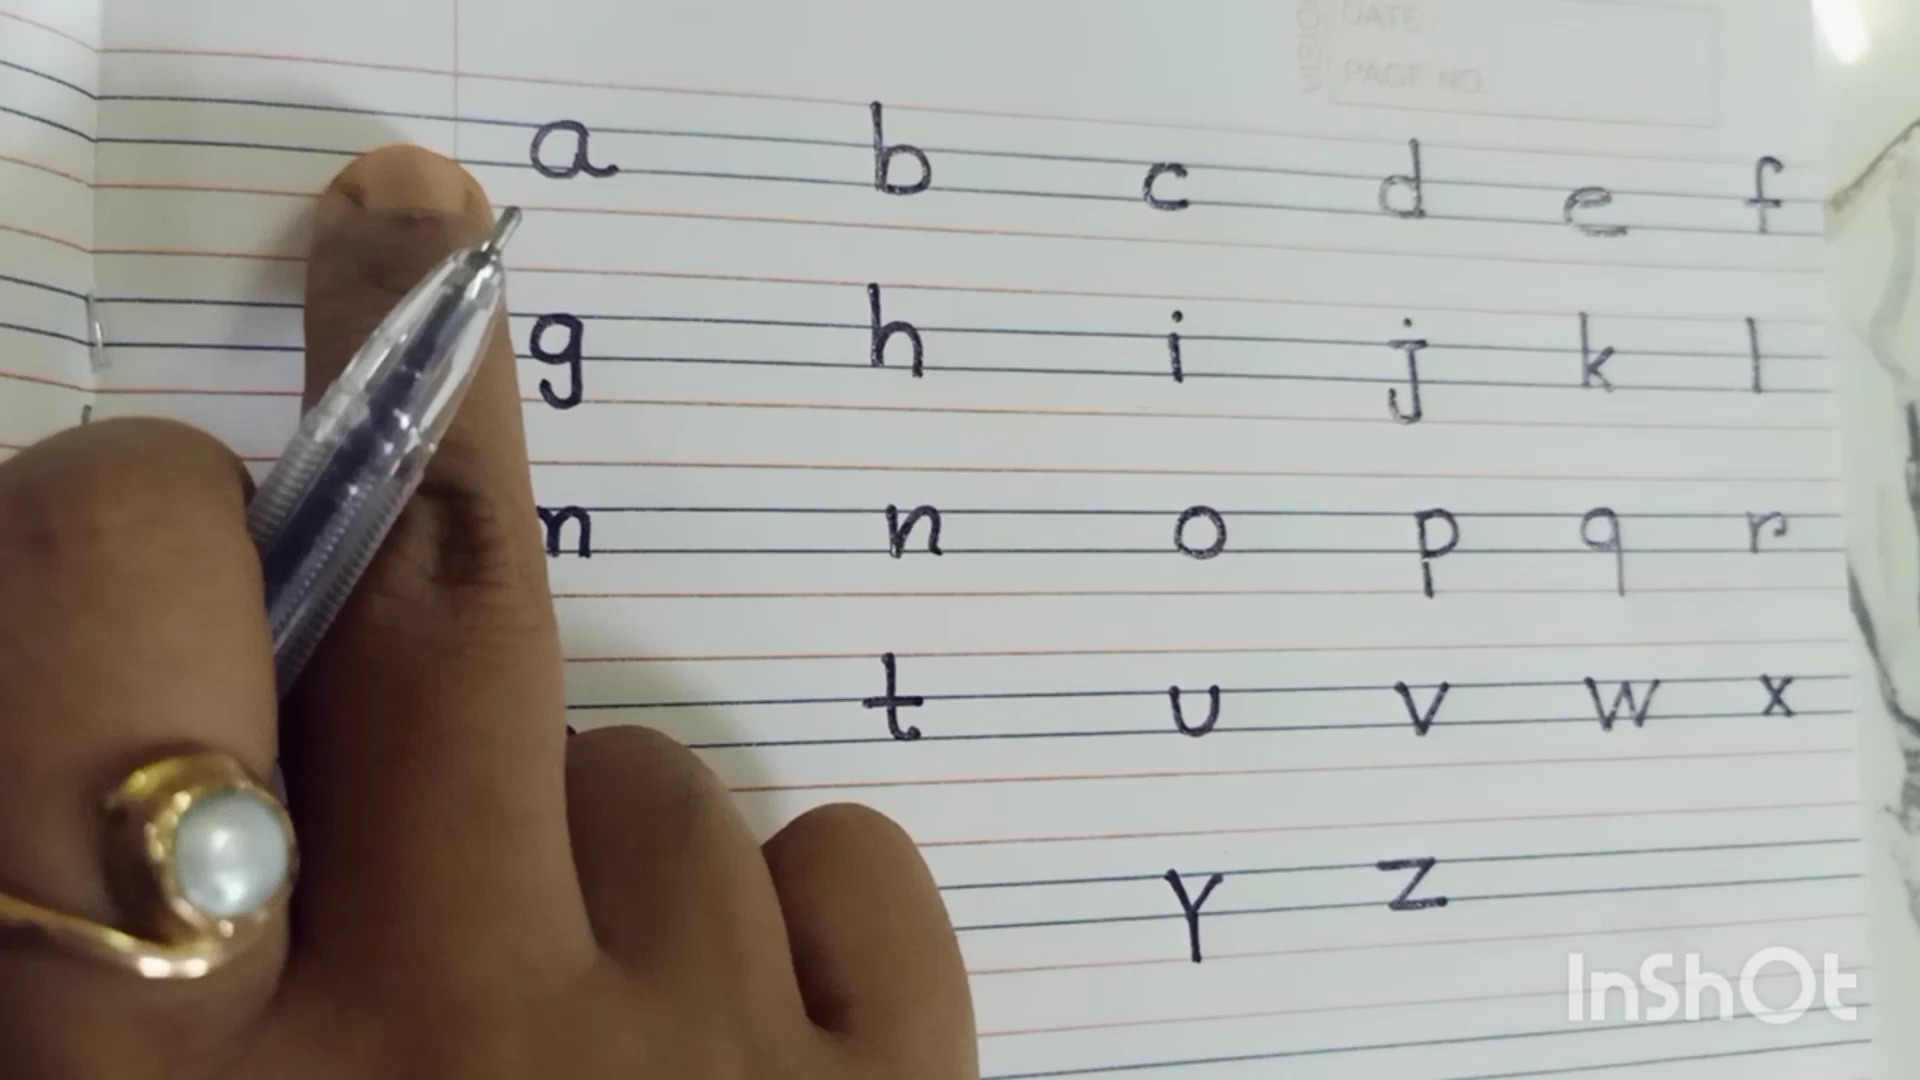 DATE :
PAGE NO.
a b c d e f
g h i j k l
n o p q r
t u v w x
Y z
InShOt